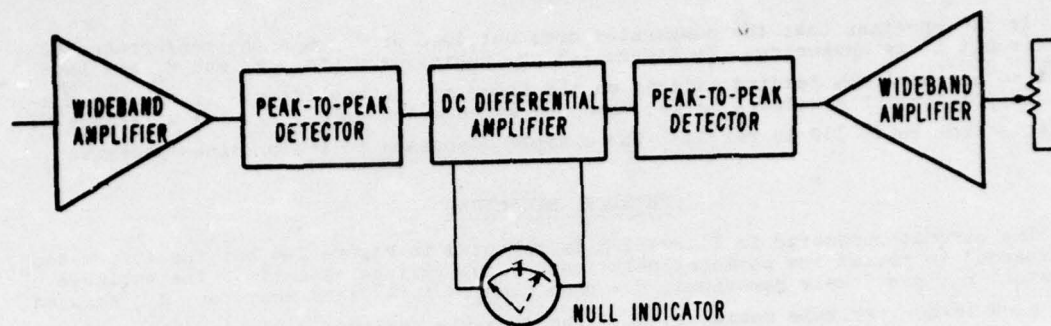 WIDEBAND
AMPLIFIER
PEAK-TO-PEAK
DETECTOR
DC DIFFERENTIAL
AMPLIFIER
PEAK-TO-PEAK
DETECTOR
WIDEBAND
AMPLIFIER
NULL INDICATOR